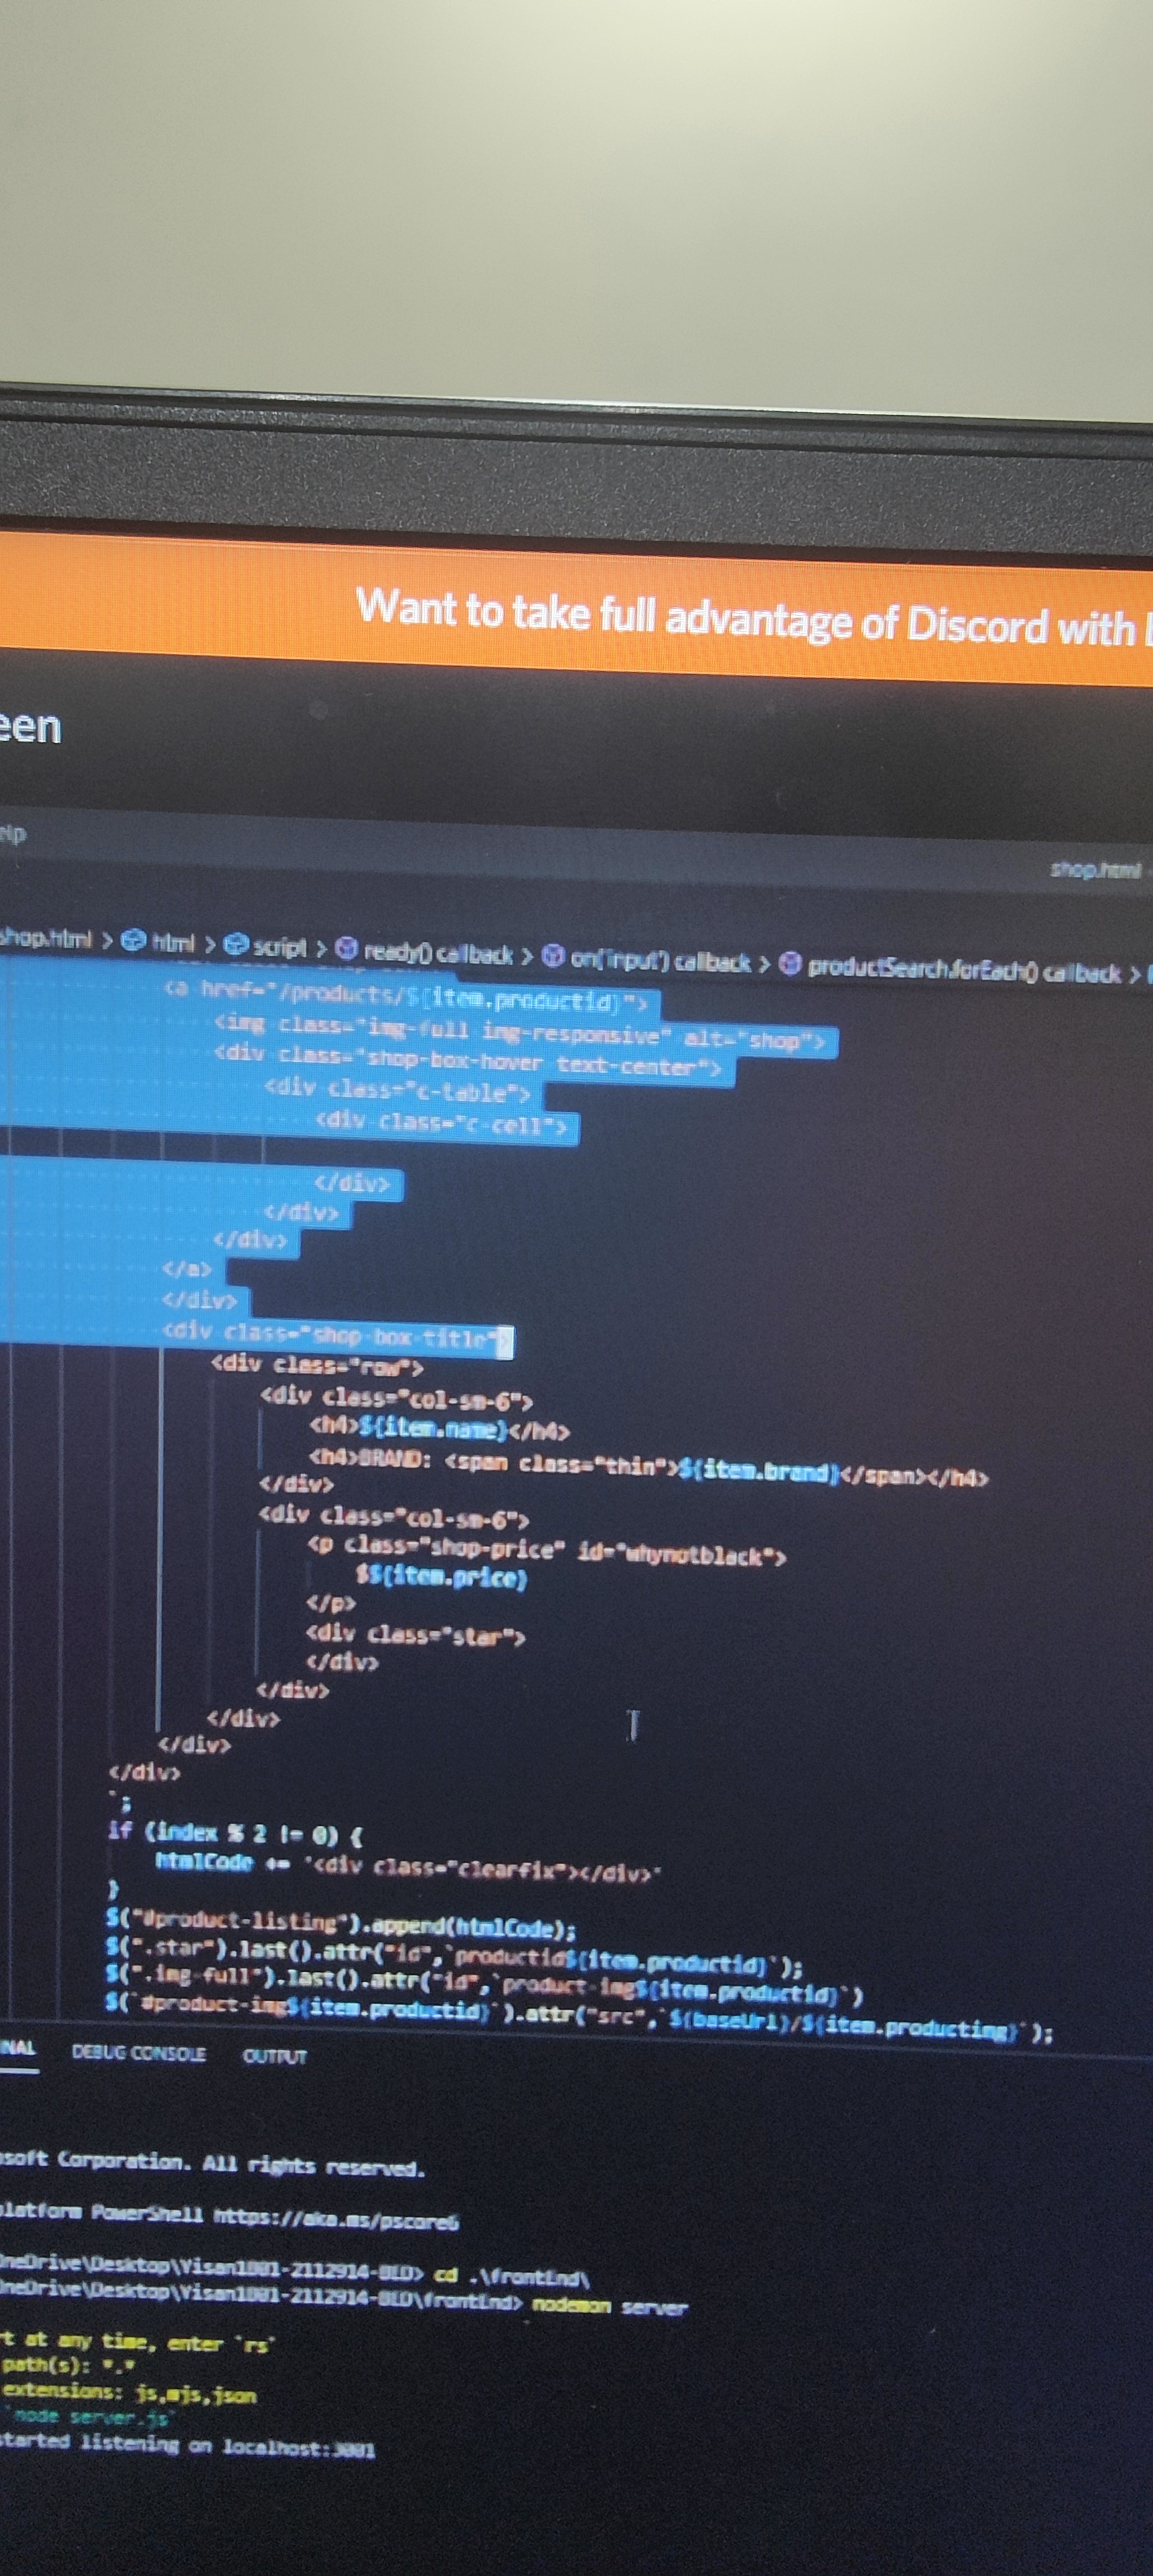 Want to take full advantage of Discord with
een
elp
shop.html
shop.html > html > script > ready() callback > on('input') callback > productSearch.forEach() callback >
<a href="/products/${item.productid}">
<img class="img-full img-responsive" alt="shop">
<div class="shop-box-hover text-center">
<div class="c-table">
<div class="c-cell">
</div>
</div>
</div>
</a>
</div>
<div class="shop-box-title">
<div class="row">
<div class="col-sm-6">
<h4>${item.name}</h4>
<h4>BRAND: <span class="thin">${item.brand}</span></h4>
</div>
<div class="col-sm-6">
<p class="shop-price" id="whynotblack">
$${item.price}
</p>
<div class="star">
</div>
</div>
</div>
</div>
</div>
`;
if (index % 2 != 0) {
htmlCode += '<div class="clearfix"></div>'
}
$("#product-listing").append(htmlCode);
$(".star").last().attr("id",`productid${item.productid}`);
$(".img-full").last().attr("id",`product-img${item.productid}`)
$(`#product-img${item.productid}`).attr("src",`${baseUrl}/${item.productimg}`);
NAL DEBUG CONSOLE OUTPUT
soft Corporation. All rights reserved.
platform PowerShell https://aka.ms/pscore6
OneDrive\Desktop\Visan1001-2112914-OLD> cd .\frontEnd\
OneDrive\Desktop\Visan1001-2112914-OLD\frontEnd> nodemon server
t at any time, enter `rs`
path(s): *.*
extensions: js,mjs,json
`node server.js`
started listening on localhost:3001